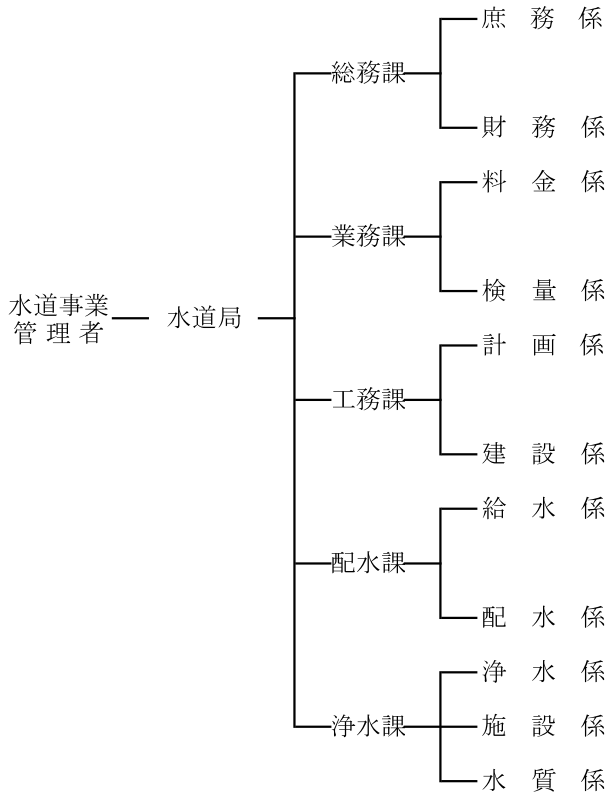 水道事業
管理者
水道局
総務課
庶務係
財務係
業務課
料金係
検量係
工務課
計画係
建設係
配水課
給水係
配水係
浄水課
浄水係
施設係
水質係